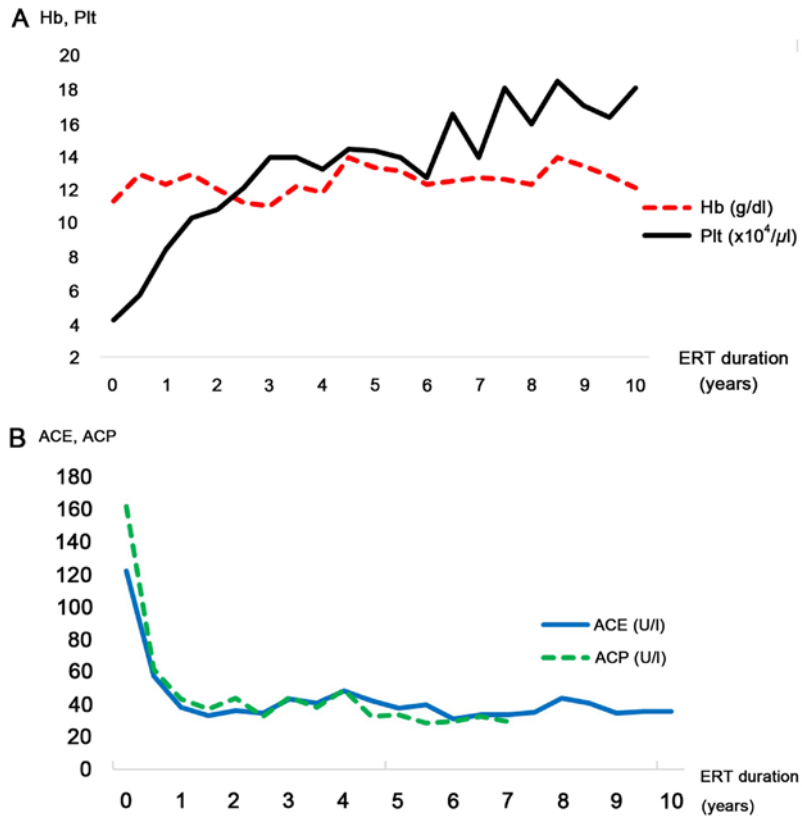 A Hb, Plt
20
18
16
14
12
10
8
6
4
2
Hb (g/dl)
Plt (x10⁴/µl)
0 1 2 3 4 5 6 7 8 9 10
ERT duration
(years)
B ACE, ACP
180
160
140
120
100
80
60
40
20
0
ACE (U/l)
ACP (U/l)
0 1 2 3 4 5 6 7 8 9 10
ERT duration
(years)